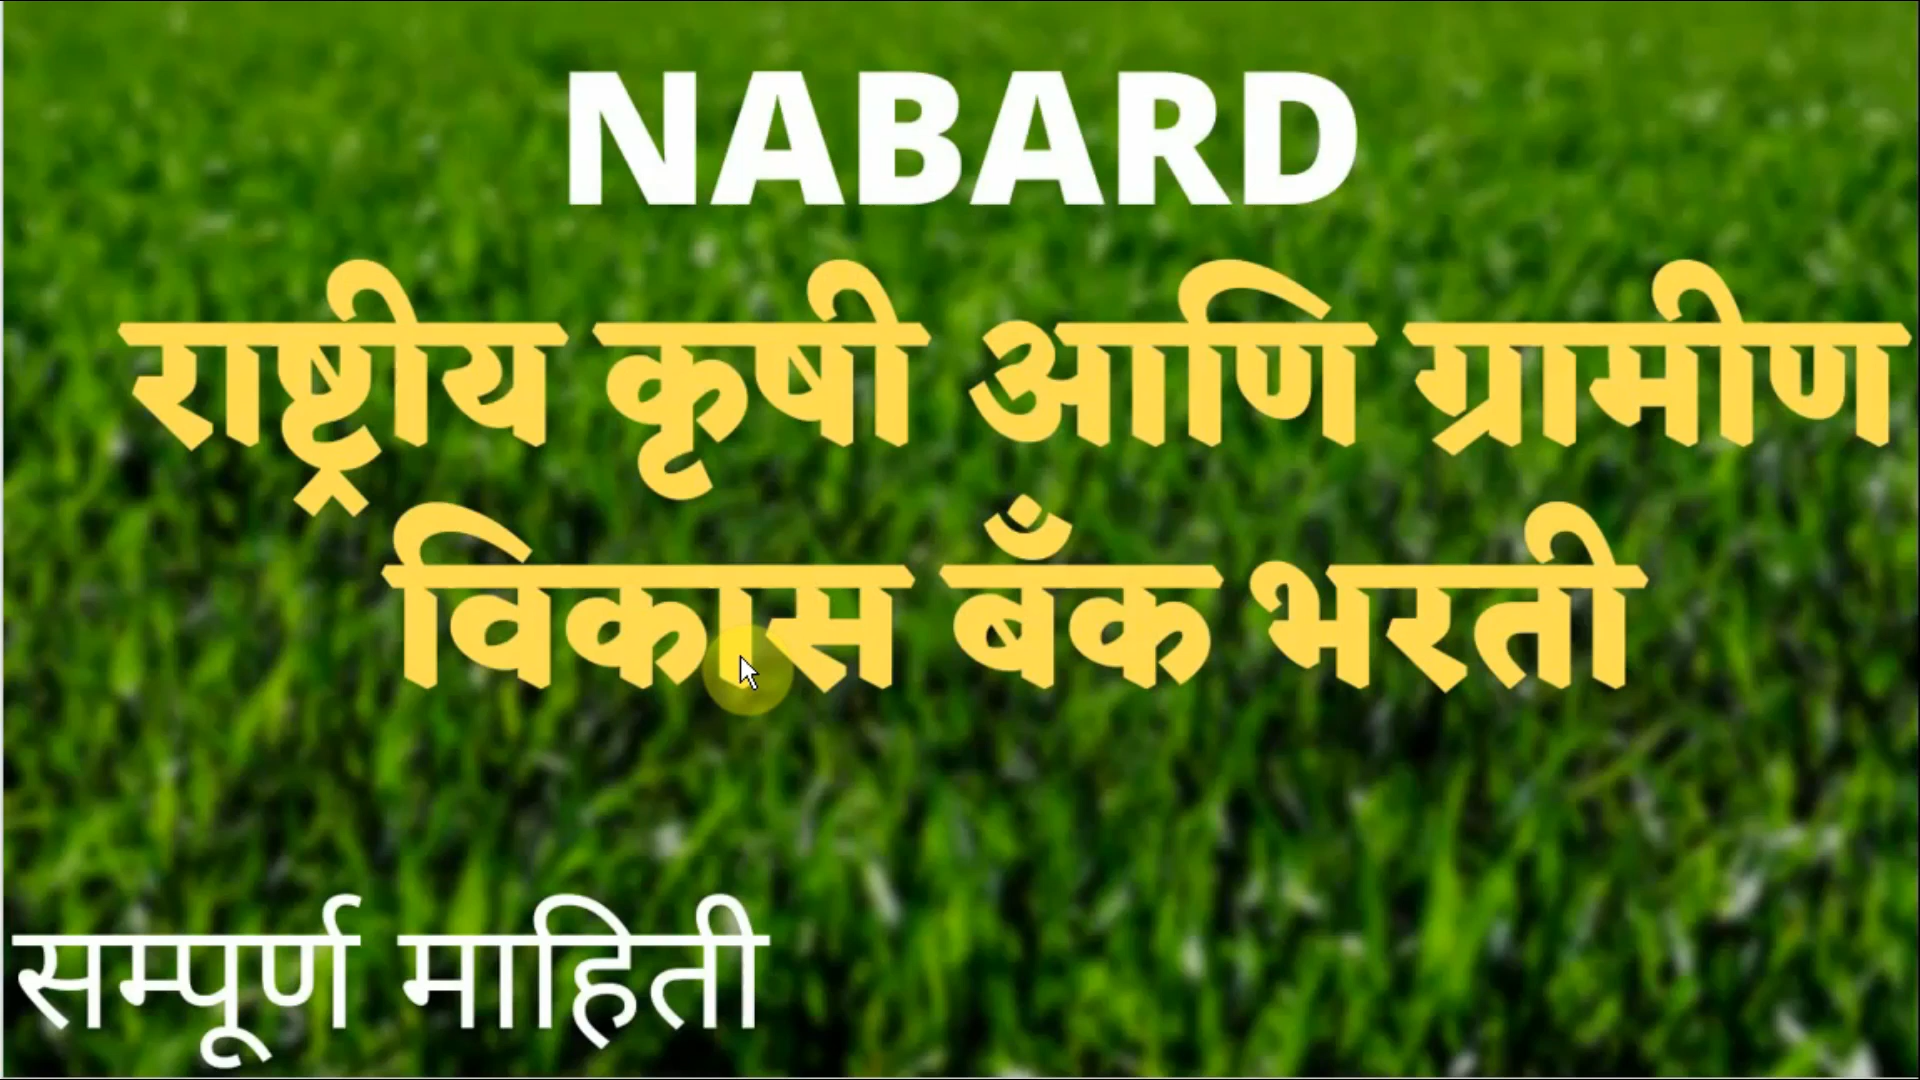 NABARD
राष्ट्रीय कृषी आणि ग्रामीण
विकास बँक भरती
सम्पूर्ण माहिती